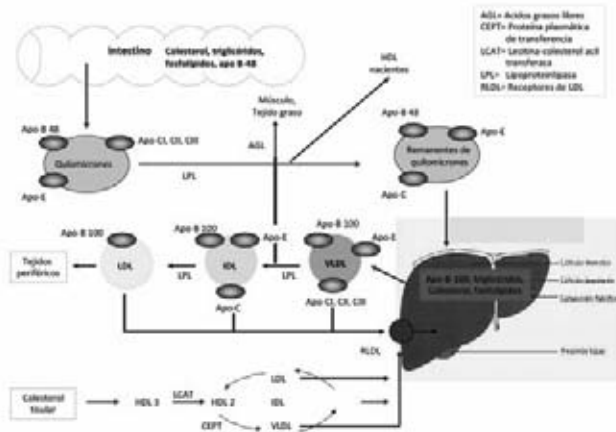 AGL= Acidos grasos libres
CEPT= Proteína plasmática
de transferencia
LCAT= Lesitina-colesterol acil
transferasa
LPL= Lipoproteinlipasa
RLDL= Receptores de LDL
Intestino
Colesterol, triglicéridos,
fosfolípidos, apo B-48
HDL
nacientes
Músculo,
Tejido graso
AGL
Apo-B 48
Apo CI, CII, CIII
Quilomicrones
Apo-E
LPL
Apo-B 48
Apo-E
Remanentes de
quilomicrones
Apo-C
Apo-B 100
Apo-B 100
Apo-E
Apo-B 100
Apo-E
Tejidos
periféricos
LDL
LPL
IDL
LPL
VLDL
Apo-C
Apo CI, CII, CIII
Apo-B 100, triglicéridos,
Colesterol, fosfolípidos
RLDL
Colesterol
tisular
HDL 3
LCAT
HDL 2
CEPT
LDL
IDL
VLDL